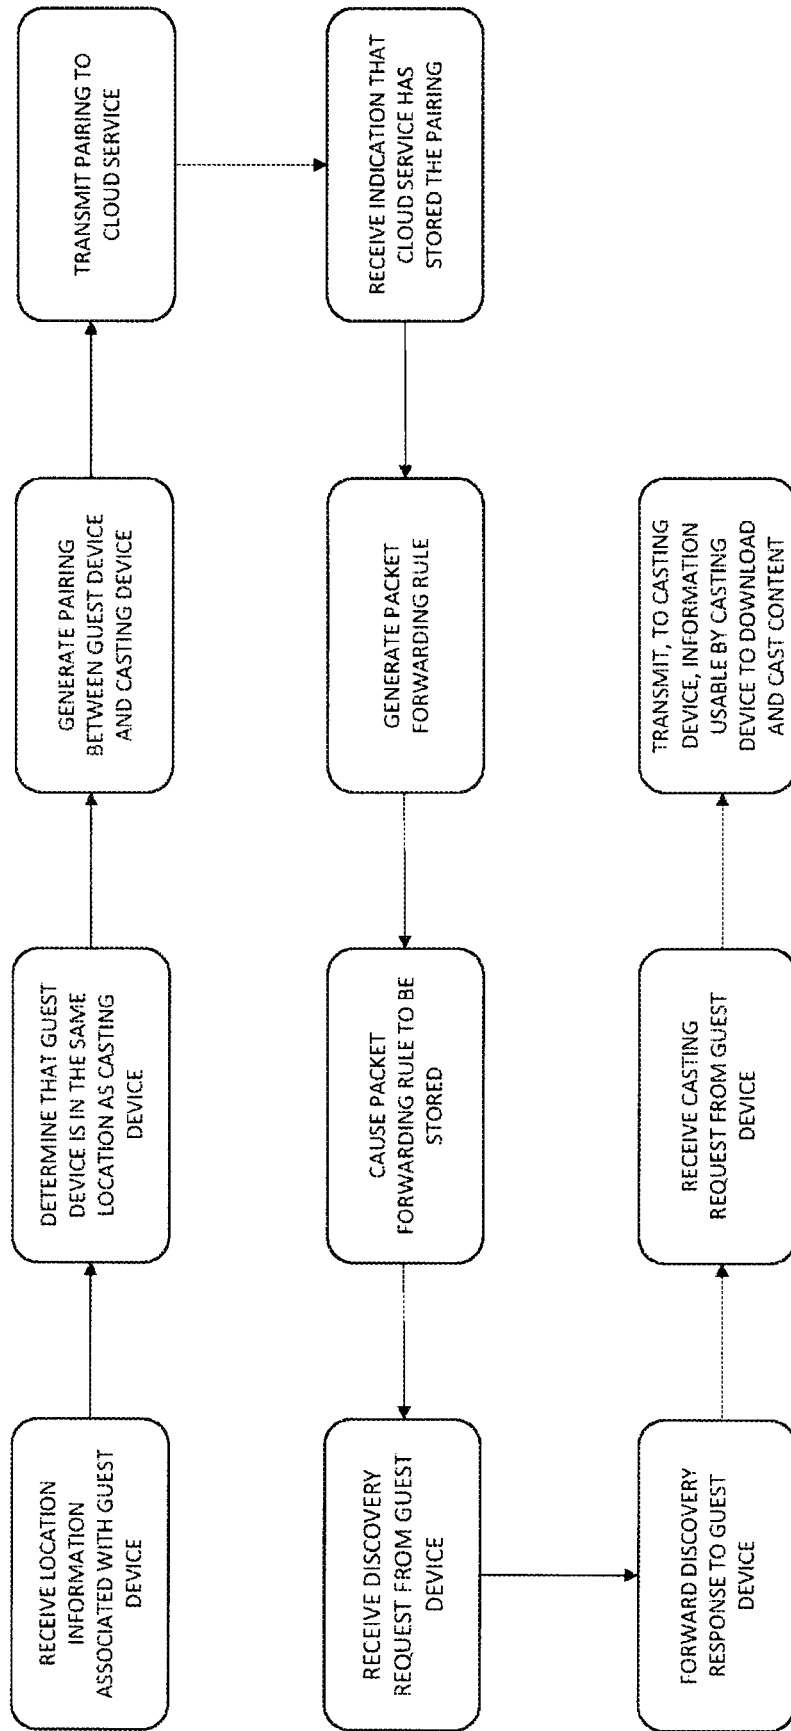 RECEIVE LOCATION
INFORMATION
ASSOCIATED WITH GUEST
DEVICE
DETERMINE THAT GUEST
DEVICE IS IN THE SAME
LOCATION AS CASTING
DEVICE
GENERATE PAIRING
BETWEEN GUEST DEVICE
AND CASTING DEVICE
TRANSMIT PAIRING TO
CLOUD SERVICE
RECEIVE INDICATION THAT
CLOUD SERVICE HAS
STORED THE PAIRING
GENERATE PACKET
FORWARDING RULE
CAUSE PACKET
FORWARDING RULE TO BE
STORED
RECEIVE DISCOVERY
REQUEST FROM GUEST
DEVICE
FORWARD DISCOVERY
RESPONSE TO GUEST
DEVICE
RECEIVE CASTING
REQUEST FROM GUEST
DEVICE
TRANSMIT, TO CASTING
DEVICE, INFORMATION
USABLE BY CASTING
DEVICE TO DOWNLOAD
AND CAST CONTENT